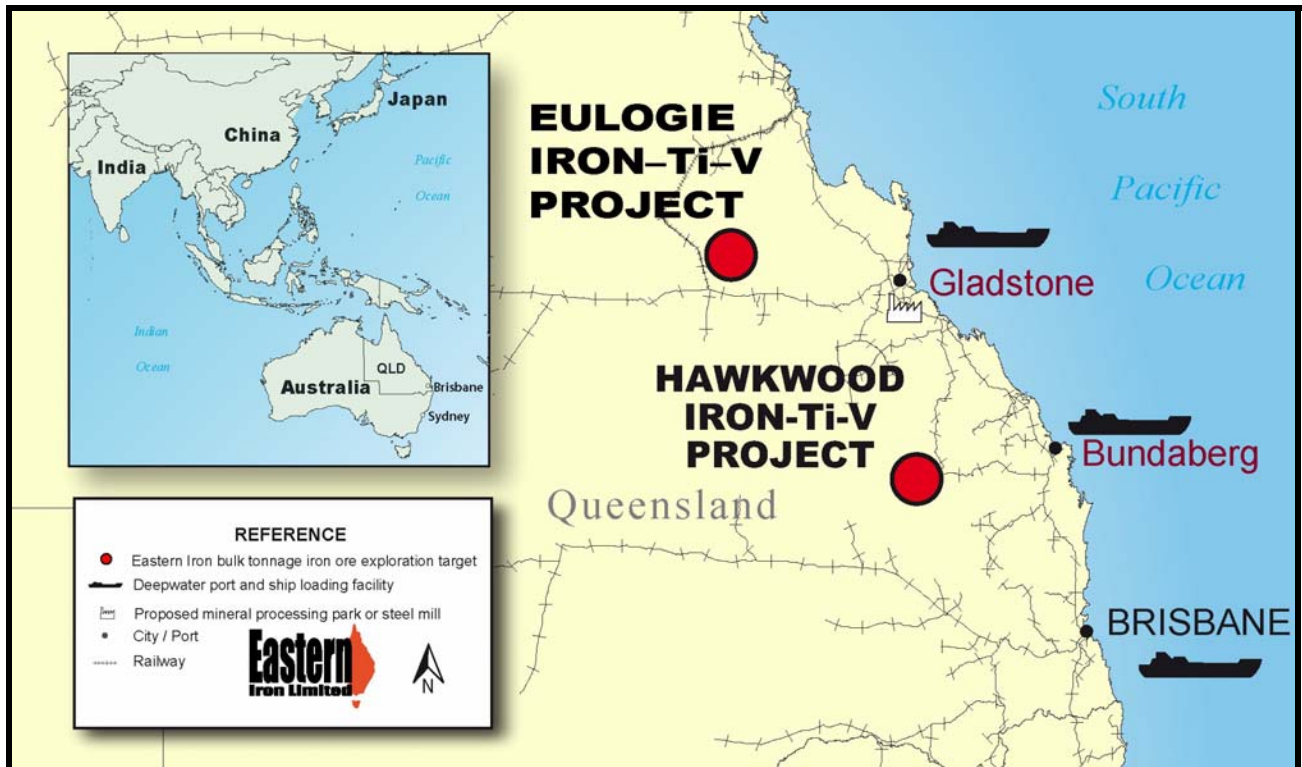 Japan
China
India
Pacific
Ocean
Indian
Ocean
QLD
Australia
Brisbane
Sydney
EULOGIE
IRON–Ti–V
PROJECT
South
Pacific
Ocean
Gladstone
HAWKWOOD
IRON-Ti-V
PROJECT
Bundaberg
Queensland
BRISBANE
REFERENCE
Eastern Iron bulk tonnage iron ore exploration target
Deepwater port and ship loading facility
Proposed mineral processing park or steel mill
City / Port
Railway
Eastern
Iron Limited
N